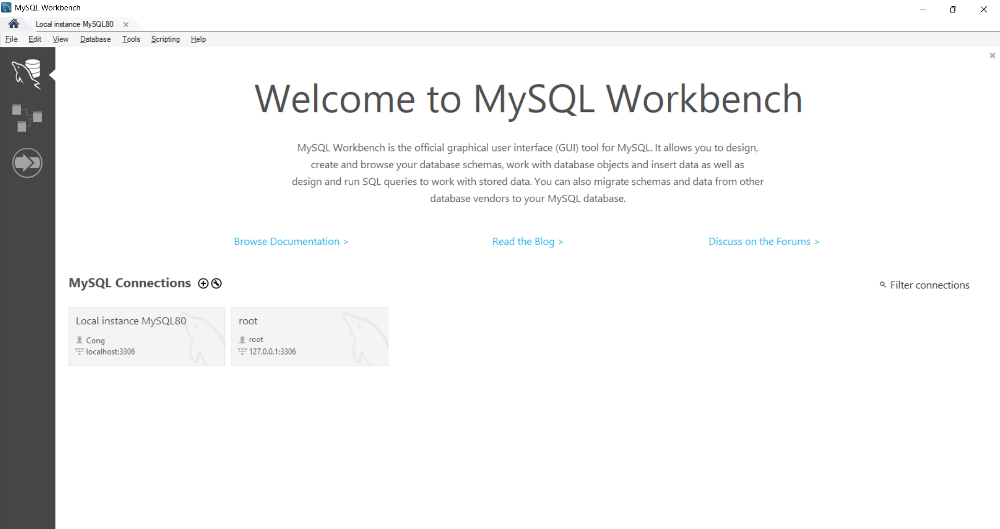 MySQL Workbench
Local instance MySQL80
File Edit View Database Tools Scripting Help
Welcome to MySQL Workbench
MySQL Workbench is the official graphical user interface (GUI) tool for MySQL. It allows you to design,
create and browse your database schemas, work with database objects and insert data as well as
design and run SQL queries to work with stored data. You can also migrate schemas and data from other
database vendors to your MySQL database.
Browse Documentation > Read the Blog > Discuss on the Forums >
MySQL Connections
Filter connections
Local instance MySQL80
Cong
localhost:3306
root
root
127.0.0.1:3306